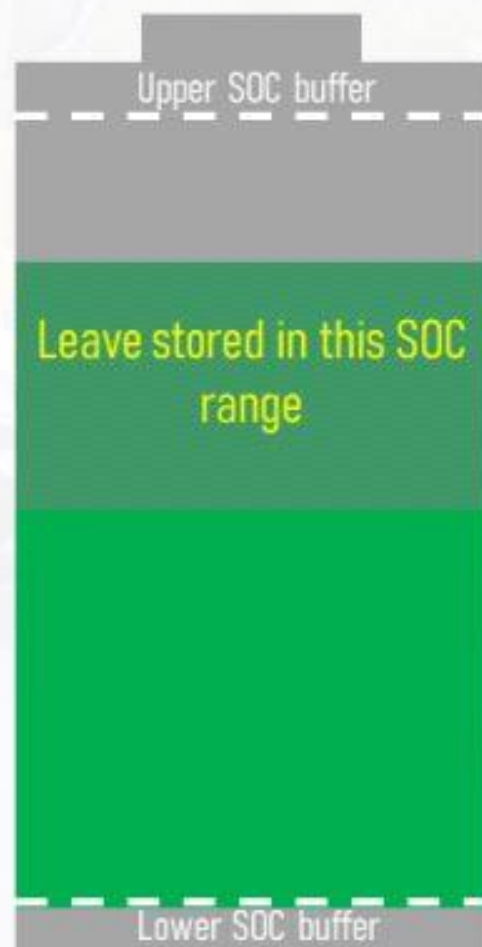 Upper SOC buffer
Leave stored in this SOC
range
Lower SOC buffer